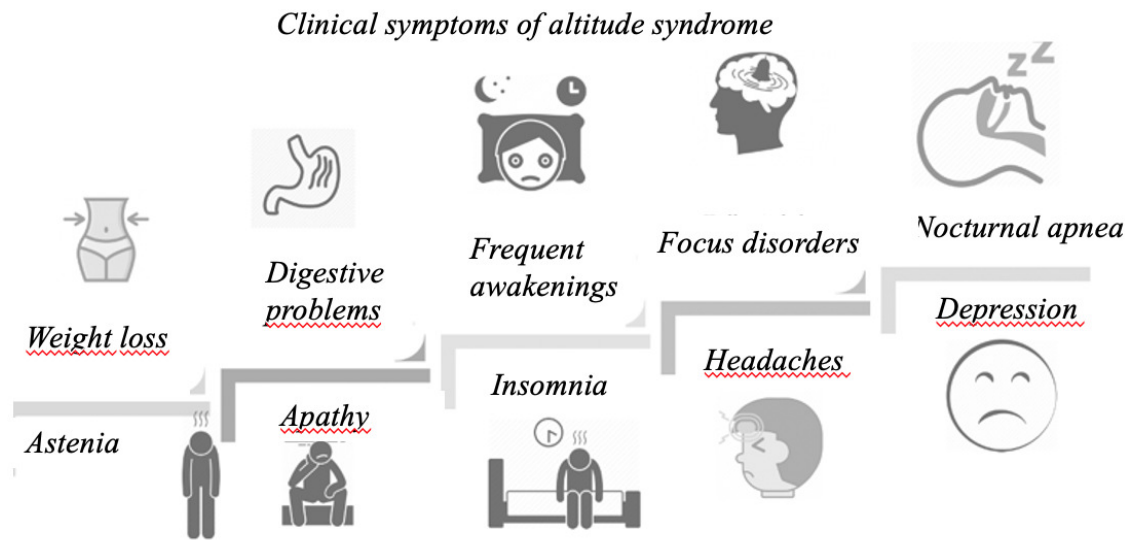 Clinical symptoms of altitude syndrome
Weight loss
Astenia
Digestive
problems
Apathy
Frequent
awakenings
Insomnia
Focus disorders
Headaches
Nocturnal apnea
Depression
z z